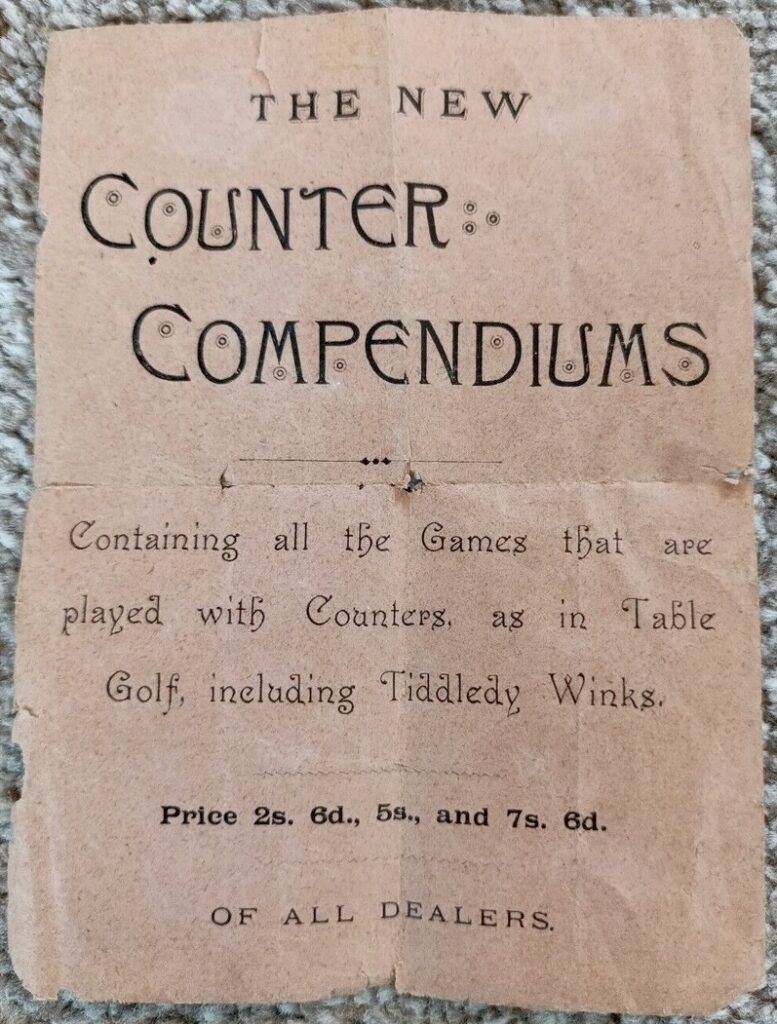 THE NEW
COUNTER
COMPENDIUMS
Containing all the Games that are
played with Counters, as in Table
Golf, including Tiddledy Winks.
Price 2s. 6d., 5s., and 7s. 6d.
OF ALL DEALERS.